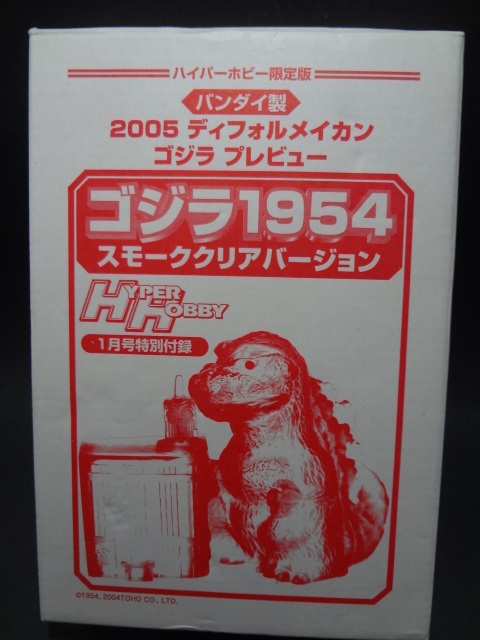 ハイパーホビー限定版
バンダイ製
2005 ディフォルメイカン
ゴジラ プレビュー
ゴジラ1954
スモーククリアバージョン
HYPER
HOBBY
1月号特別付録
©1954, 2004TOHO CO., LTD.